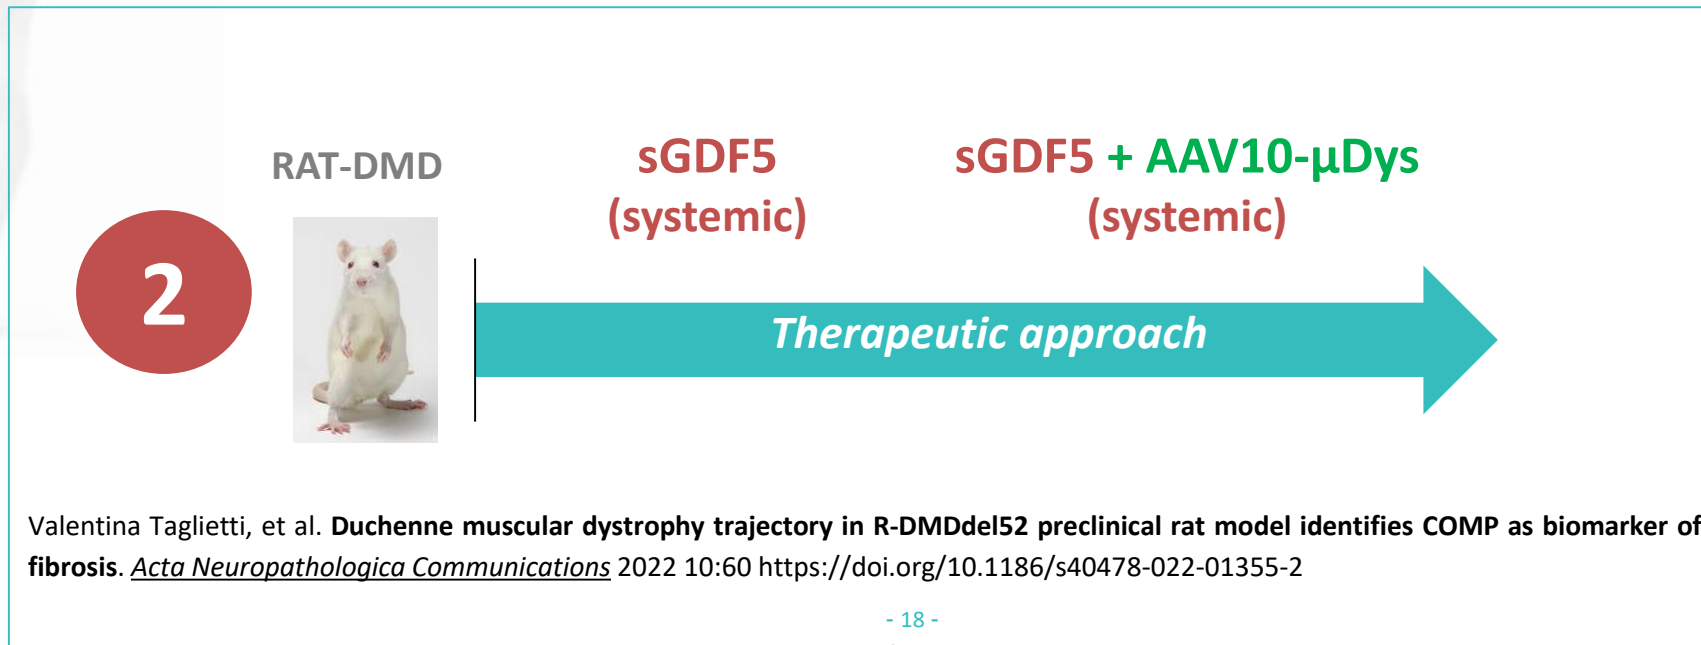 RAT-DMD
sGDF5
(systemic)
sGDF5 + AAV10-µDys
(systemic)
2
Therapeutic approach
Valentina Taglietti, et al. Duchenne muscular dystrophy trajectory in R-DMDdel52 preclinical rat model identifies COMP as biomarker of
fibrosis. Acta Neuropathologica Communications 2022 10:60 https://doi.org/10.1186/s40478-022-01355-2
- 18 -